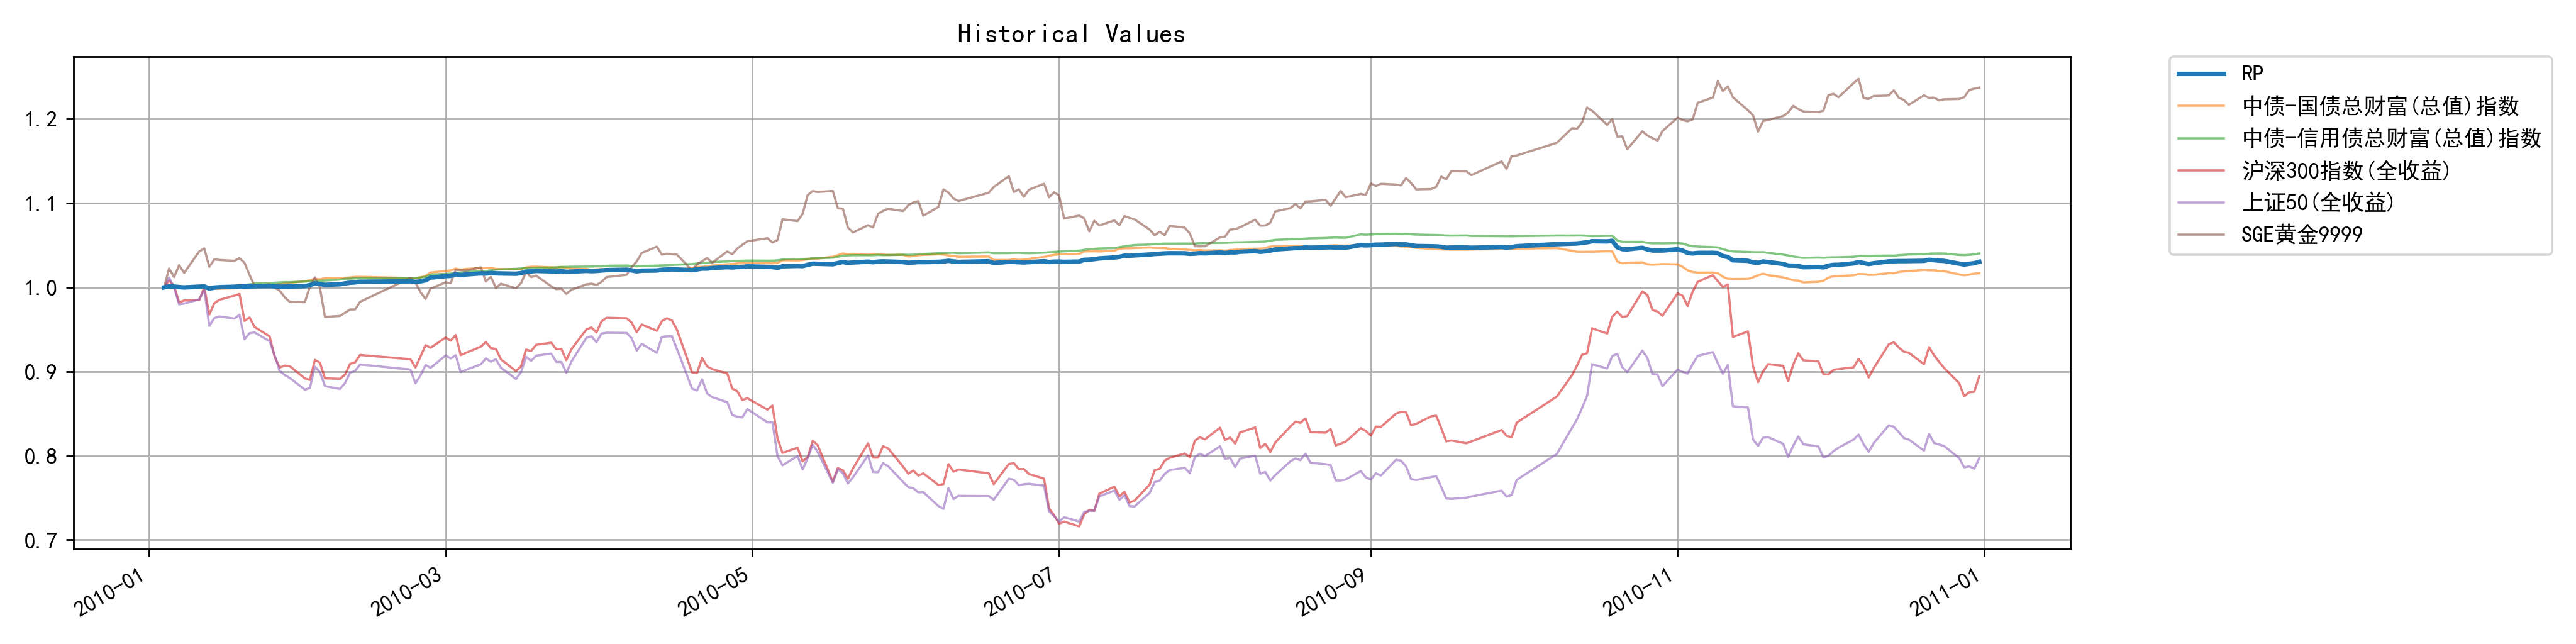 Historical Values
1.2
1.1
1.0
0.9
0.8
0.7
2010-01
2010-03
2010-05
2010-07
2010-09
2010-11
2011-01
RP
中债-国债总财富(总值)指数
中债-信用债总财富(总值)指数
沪深300指数(全收益)
上证50(全收益)
SGE黄金9999